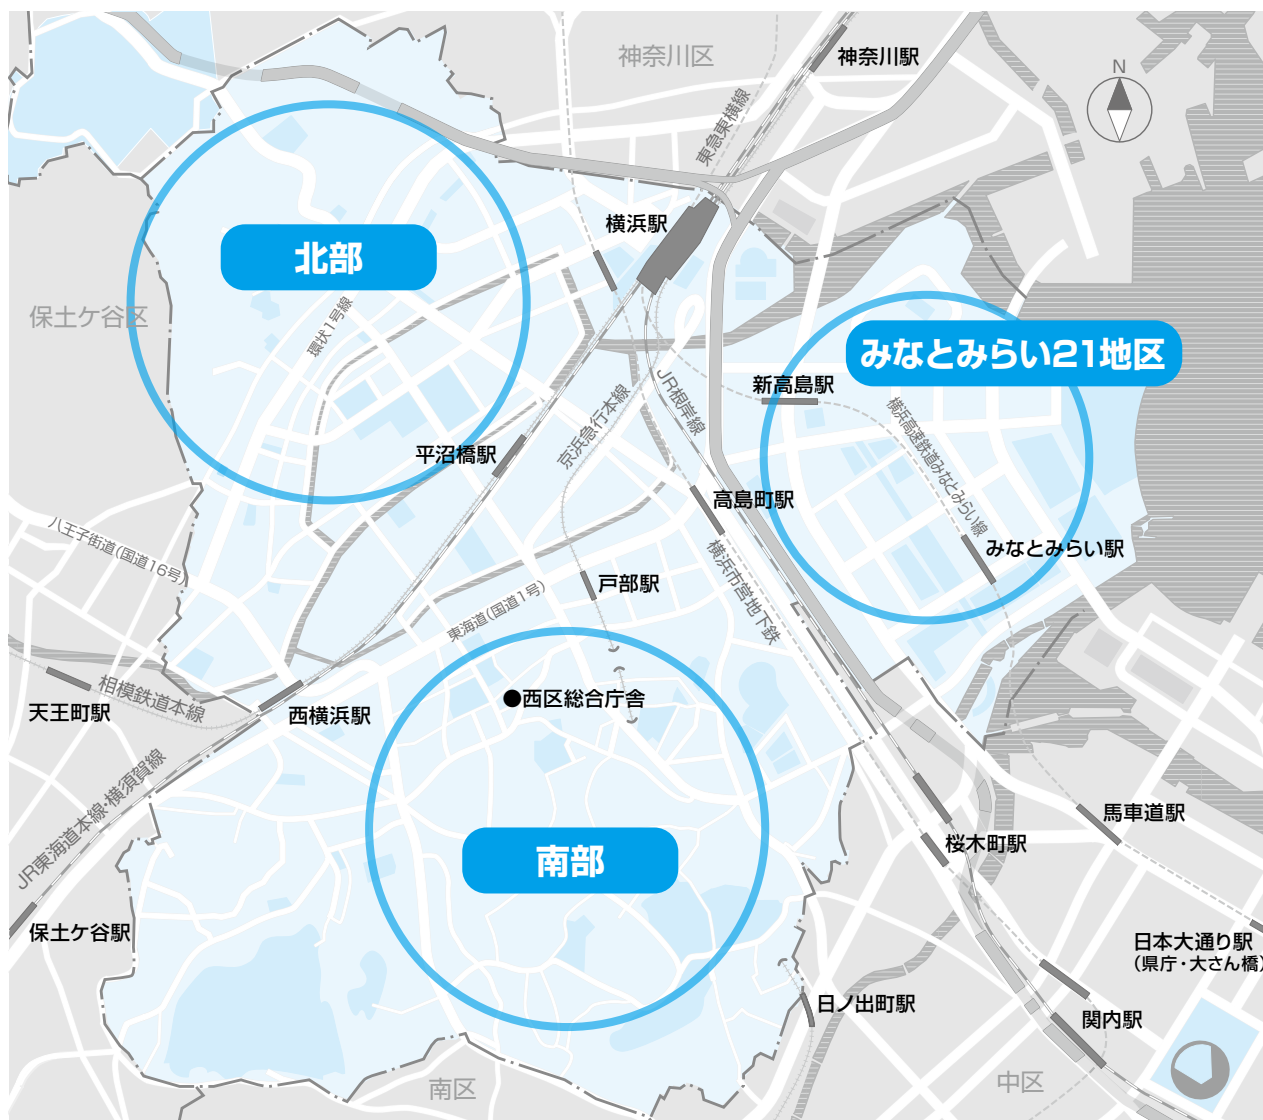 神奈川区
神奈川駅
N
東急東横線
横浜駅
北部
保土ケ谷区
環状1号線
みなとみらい21地区
新高島駅
JR根岸線
横浜高速鉄道みなとみらい線
京浜急行本線
平沼橋駅
高島町駅
みなとみらい駅
八王子街道(国道16号)
横浜市営地下鉄
戸部駅
東海道(国道1号)
相模鉄道本線
天王町駅
西横浜駅
●西区総合庁舎
JR東海道本線・横須賀線
馬車道駅
桜木町駅
南部
保土ケ谷駅
日本大通り駅
(県庁・大さん橋)
日ノ出町駅
関内駅
南区
中区